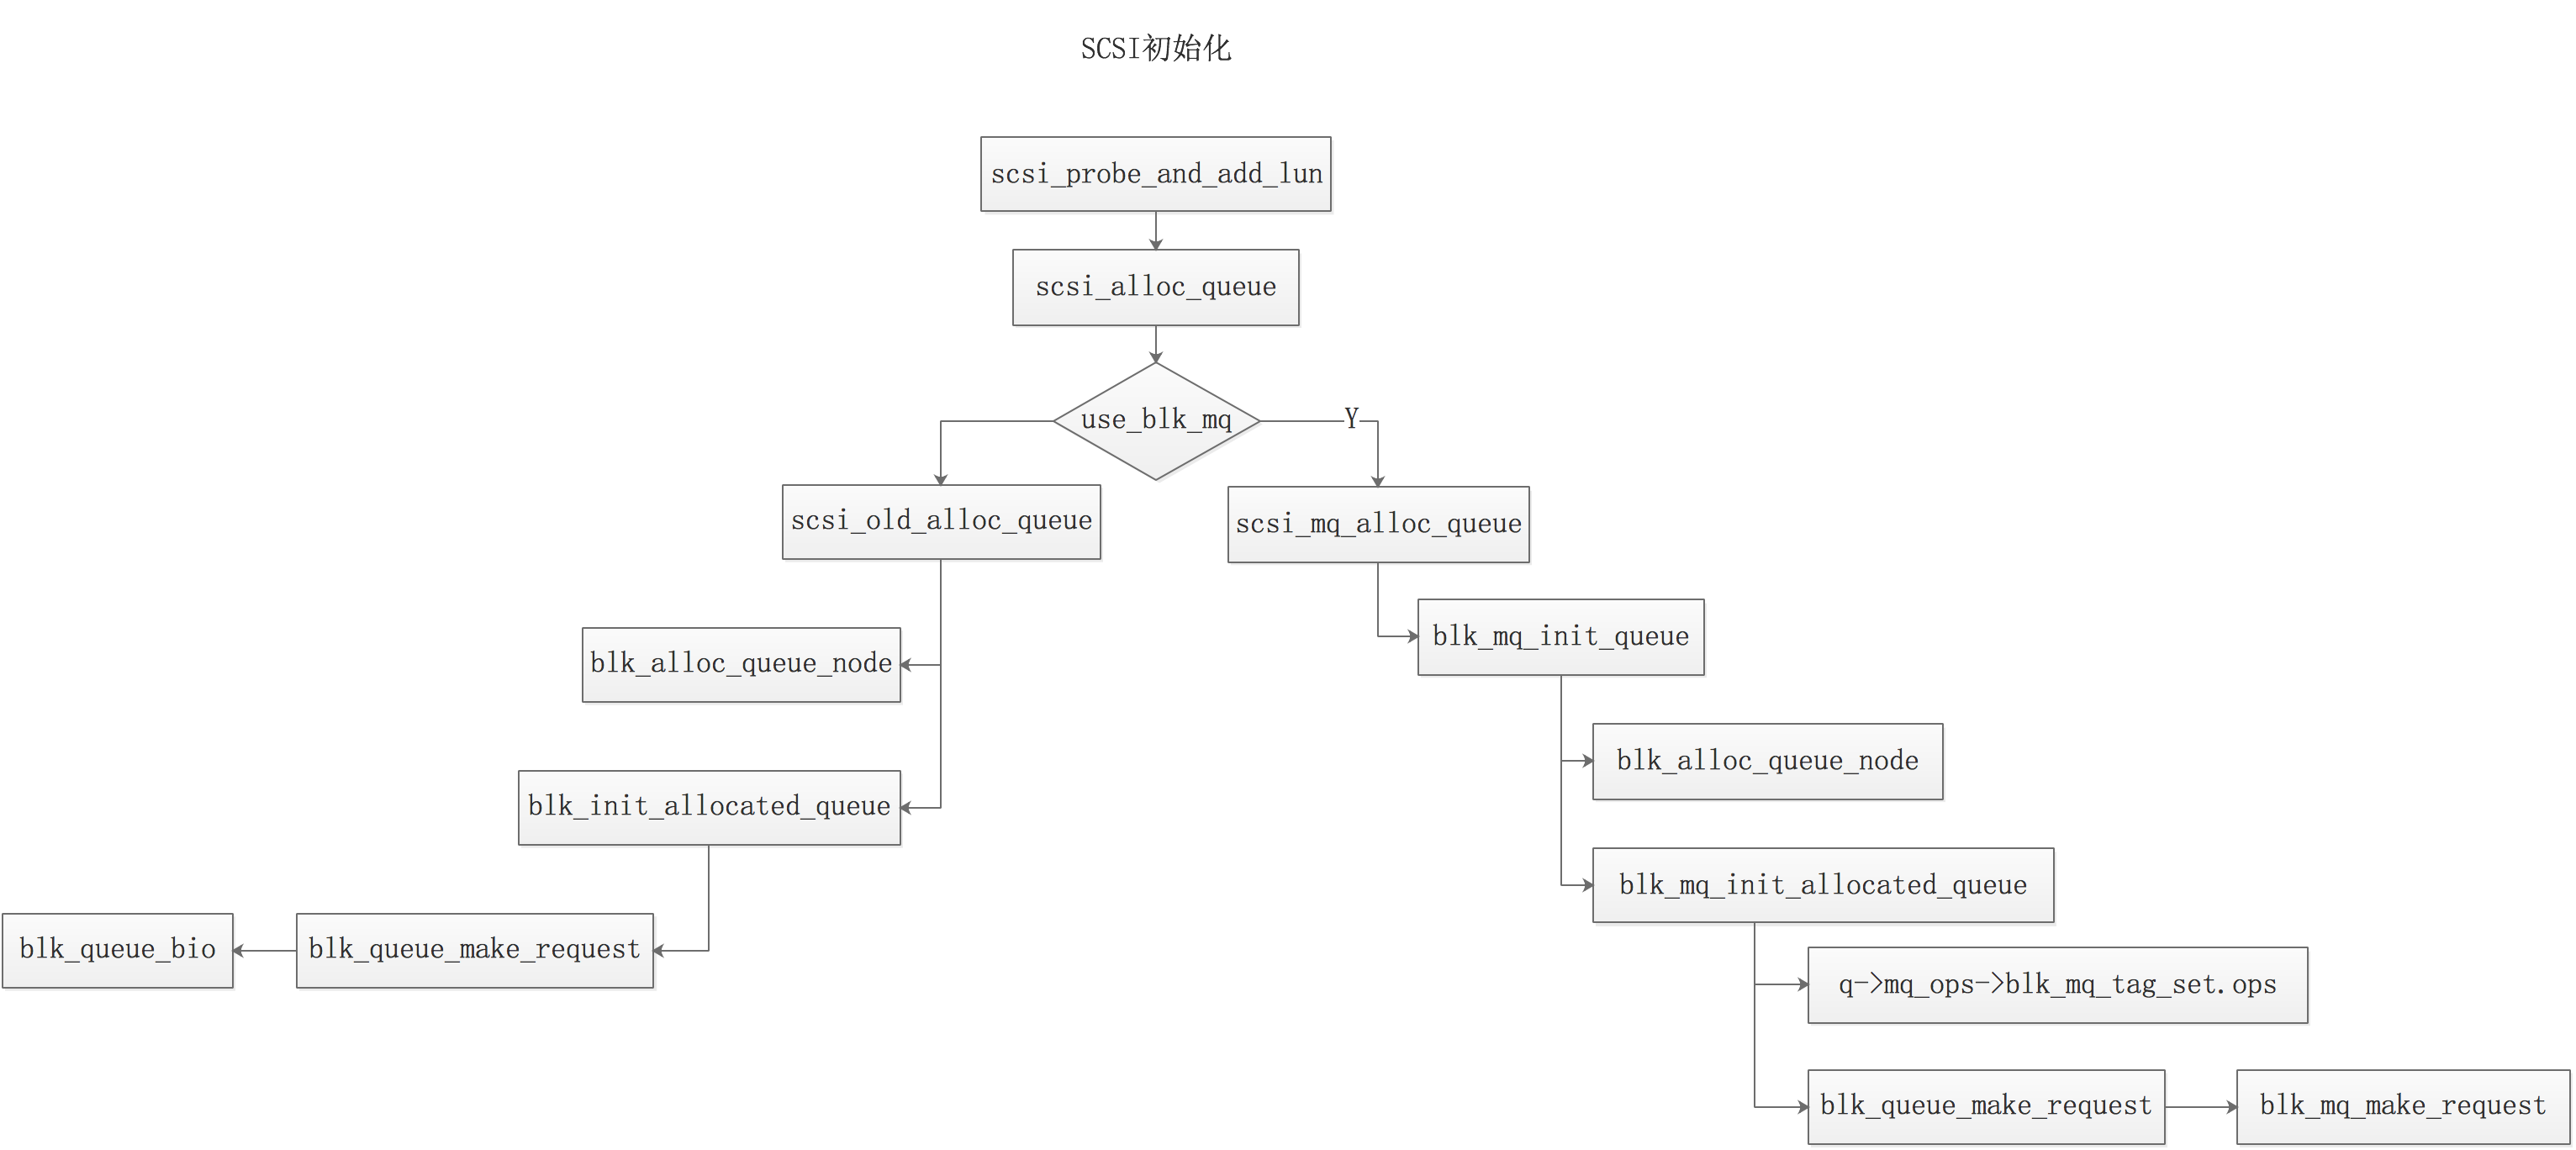 SCSI初始化
scsi_probe_and_add_lun
scsi_alloc_queue
use_blk_mq
Y
scsi_old_alloc_queue
scsi_mq_alloc_queue
blk_mq_init_queue
blk_alloc_queue_node
blk_alloc_queue_node
blk_init_allocated_queue
blk_mq_init_allocated_queue
blk_queue_bio
blk_queue_make_request
q->mq_ops->blk_mq_tag_set.ops
blk_queue_make_request
blk_mq_make_request